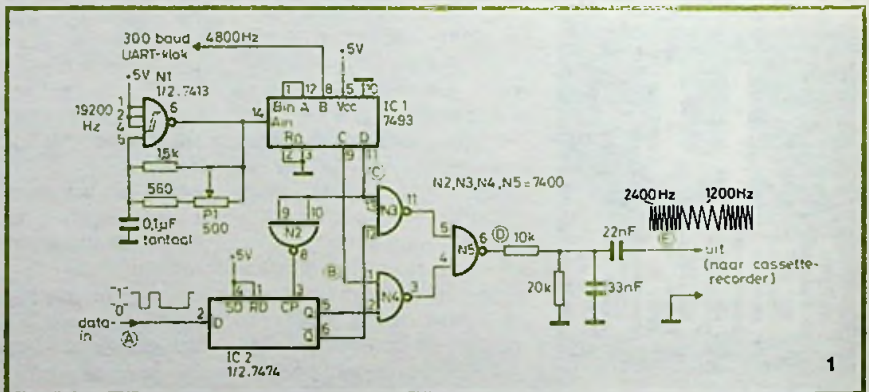 300 baud
UART-klok
4800Hz
+5V
+5V
N1
1/2.7413
19200
Hz
1
2
4
5
6
14
1
12
8
5
10
Bin A B Vcc
Ain
R0
C D
2 3
9
11
IC 1
7493
1,5k
560
P1
500
0,1µF
tantaal
(C)
N2,N3,N4,N5=7400
13
12
N3
11
9
10
N2
8
+5V
(B)
1
2
N4
3
5
4
N5
6
(D)
10k
20k
22nF
33nF
2400Hz
1200Hz
(E)
uit
(naar cassette-
recorder)
"1"
"0"
data-
in
(A)
2
D
4
1
3
SD RD CP
Q
Q
5
6
IC 2
1/2.7474
1